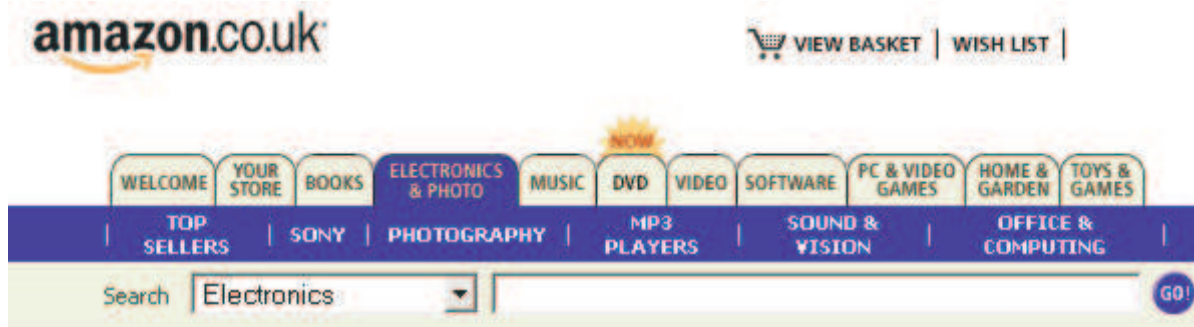 amazon.co.uk
VIEW BASKET | WISH LIST |
NOW
WELCOME
YOUR
STORE
BOOKS
ELECTRONICS
& PHOTO
MUSIC
DVD
VIDEO
SOFTWARE
PC & VIDEO
GAMES
HOME &
GARDEN
TOYS &
GAMES
TOP
SELLERS
SONY
PHOTOGRAPHY
MP3
PLAYERS
SOUND &
VISION
OFFICE &
COMPUTING
Search Electronics GO!